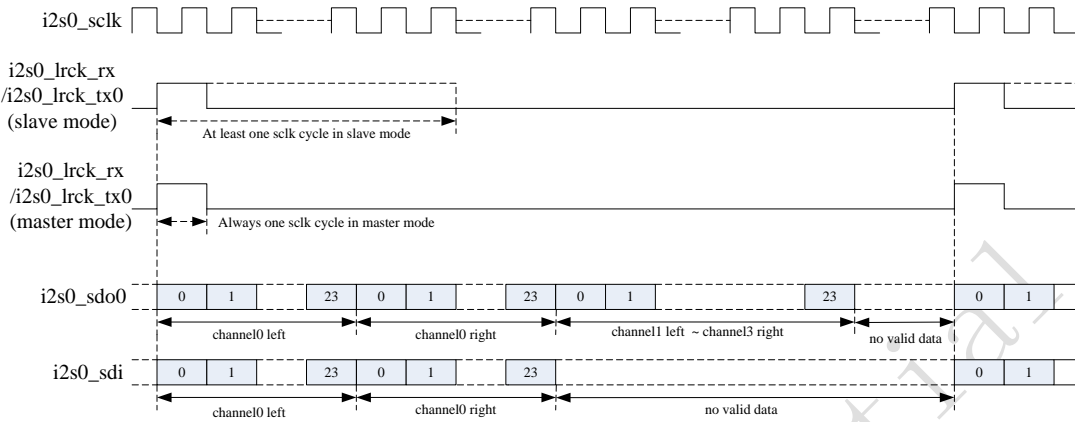 i2s0_sclk
i2s0_lrck_rx
/i2s0_lrck_tx0
(slave mode)
At least one sclk cycle in slave mode
i2s0_lrck_rx
/i2s0_lrck_tx0
(master mode)
Always one sclk cycle in master mode
i2s0_sdo0 0 1 23 0 1 23 0 1 23 0 1
channel0 left channel0 right channel1 left ~ channel3 right no valid data
i2s0_sdi 0 1 23 0 1 23 0 1
channel0 left channel0 right no valid data
tial